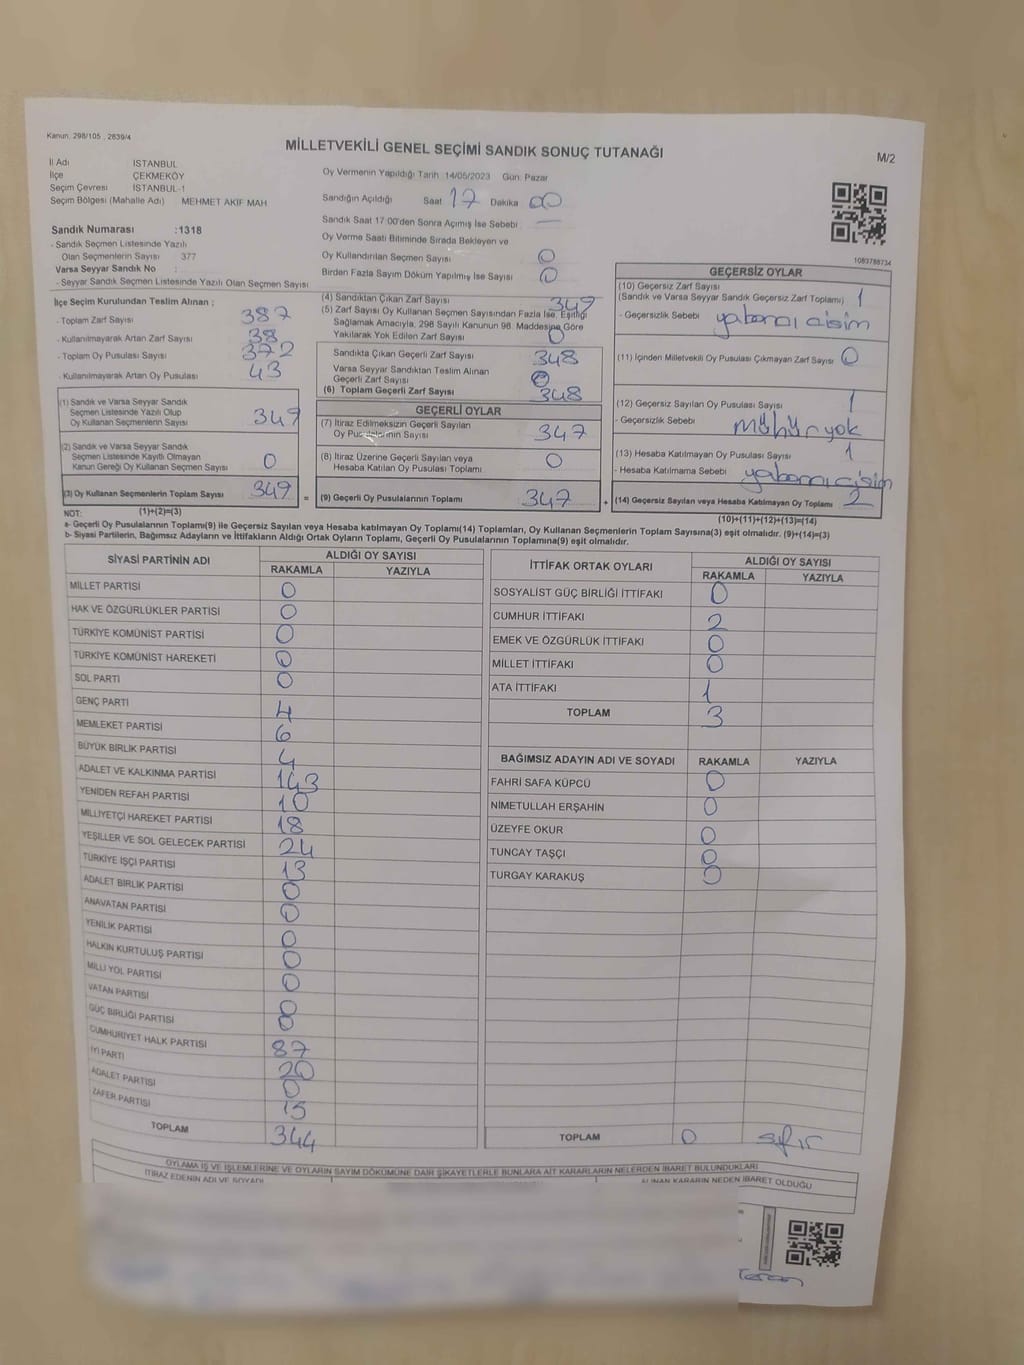 Kanun. 298/105 , 2839/4
MİLLETVEKİLİ GENEL SEÇİMİ SANDIK SONUÇ TUTANAĞI
M/2
İl Adı İSTANBUL
İlçe ÇEKMEKÖY
Seçim Çevresi İSTANBUL-1
Seçim Bölgesi (Mahalle Adı) MEHMET AKİF MAH
Oy Vermenin Yapıldığı Tarih 14/05/2023 Gün: Pazar
Sandığın Açıldığı Saat 17 Dakika 00
Sandık Saat 17:00'den Sonra Açımış İse Sebebi —
Oy Verme Saati Bitiminde Sırada Bekleyen ve
Oy Kullandırılan Seçmen Sayısı 0
Birden Fazla Sayım Döküm Yapılmış İse Sayısı 0
Sandık Numarası :1318
- Sandık Seçmen Listesinde Yazılı
Olan Seçmenlerin Sayısı 377
Varsa Seyyar Sandık No :
- Seyyar Sandık Seçmen Listesinde Yazılı Olan Seçmen Sayısı
1083788734
İlçe Seçim Kurulundan Teslim Alınan ;
- Toplam Zarf Sayısı 387
- Kullanılmayarak Artan Zarf Sayısı 38
- Toplam Oy Pusulası Sayısı 372
- Kullanılmayarak Artan Oy Pusulası 43
(1) Sandık ve Varsa Seyyar Sandık
Seçmen Listesinde Yazılı Olup
Oy Kullanan Seçmenlerin Sayısı 349
(2) Sandık ve Varsa Seyyar Sandık
Seçmen Listesinde Kayıtlı Olmayan
Kanun Gereği Oy Kullanan Seçmen Sayısı 0
(3) Oy Kullanan Seçmenlerin Toplam Sayısı 349
(1)+(2)=(3)
(4) Sandıktan Çıkan Zarf Sayısı 349
(5) Zarf Sayısı Oy Kullanan Seçmen Sayısından Fazla İse, Eşitliği
Sağlamak Amacıyla, 298 Sayılı Kanunun 98. Maddesine Göre
Yakılarak Yok Edilen Zarf Sayısı 0
Sandıkta Çıkan Geçerli Zarf Sayısı 348
Varsa Seyyar Sandıktan Teslim Alınan
Geçerli Zarf Sayısı 0
(6) Toplam Geçerli Zarf Sayısı 348
GEÇERLİ OYLAR
(7) İtiraz Edilmeksizin Geçerli Sayılan
Oy Pusulalarının Sayısı 347
(8) İtiraz Üzerine Geçerli Sayılan veya
Hesaba Katılan Oy Pusulası Toplamı 0
= (9) Geçerli Oy Pusulalarının Toplamı 347 +
GEÇERSİZ OYLAR
(10) Geçersiz Zarf Sayısı
(Sandık ve Varsa Seyyar Sandık Geçersiz Zarf Toplamı) 1
- Geçersizlik Sebebi yabancı cisim
(11) İçinden Milletvekili Oy Pusulası Çıkmayan Zarf Sayısı 0
(12) Geçersiz Sayılan Oy Pusulası Sayısı 1
- Geçersizlik Sebebi mühür yok
(13) Hesaba Katılmayan Oy Pusulası Sayısı 1
- Hesaba Katılmama Sebebi yabancı cisim
(14) Geçersiz Sayılan veya Hesaba Katılmayan Oy Toplamı 2
(10)+(11)+(12)+(13)=(14)
NOT:
a- Geçerli Oy Pusulalarının Toplamı(9) ile Geçersiz Sayılan veya Hesaba katılmayan Oy Toplamı(14) Toplamları, Oy Kullanan Seçmenlerin Toplam Sayısına(3) eşit olmalıdır. (9)+(14)=(3)
b- Siyasi Partilerin, Bağımsız Adayların ve İttifakların Aldığı Ortak Oyların Toplamı, Geçerli Oy Pusulalarının Toplamına(9) eşit olmalıdır.
SİYASİ PARTİNİN ADI ALDIĞI OY SAYISI
RAKAMLA YAZIYLA
MİLLET PARTİSİ 0
HAK VE ÖZGÜRLÜKLER PARTİSİ 0
TÜRKİYE KOMÜNİST PARTİSİ 0
TÜRKİYE KOMÜNİST HAREKETİ 0
SOL PARTİ 0
GENÇ PARTİ 4
MEMLEKET PARTİSİ 6
BÜYÜK BİRLİK PARTİSİ 4
ADALET VE KALKINMA PARTİSİ 143
YENİDEN REFAH PARTİSİ 10
MİLLİYETÇİ HAREKET PARTİSİ 18
YEŞİLLER VE SOL GELECEK PARTİSİ 24
TÜRKİYE İŞÇİ PARTİSİ 13
ADALET BİRLİK PARTİSİ 0
ANAVATAN PARTİSİ 0
YENİLİK PARTİSİ 0
HALKIN KURTULUŞ PARTİSİ 0
MİLLİ YOL PARTİSİ 0
VATAN PARTİSİ 0
GÜÇ BİRLİĞİ PARTİSİ 0
CUMHURİYET HALK PARTİSİ 87
İYİ PARTİ 20
ADALET PARTİSİ 0
ZAFER PARTİSİ 15
TOPLAM 344
İTTİFAK ORTAK OYLARI ALDIĞI OY SAYISI
RAKAMLA YAZIYLA
SOSYALİST GÜÇ BİRLİĞİ İTTİFAKI 0
CUMHUR İTTİFAKI 2
EMEK VE ÖZGÜRLÜK İTTİFAKI 0
MİLLET İTTİFAKI 0
ATA İTTİFAKI 1
TOPLAM 3
BAĞIMSIZ ADAYIN ADI VE SOYADI RAKAMLA YAZIYLA
FAHRİ SAFA KÜPCÜ 0
NİMETULLAH ERŞAHİN 0
ÜZEYFE OKUR 0
TUNCAY TAŞÇI 0
TURGAY KARAKUŞ 0
TOPLAM 0 sıfır
OYLAMA İŞ VE İŞLEMLERİNE VE OYLARIN SAYIM DÖKÜMÜNE DAİR ŞİKAYETLERLE BUNLARA AİT KARARLARIN NELERDEN İBARET BULUNDUKLARI
İTİRAZ EDENİN ADI VE SOYADI ALINAN KARARIN NEDEN İBARET OLDUĞU